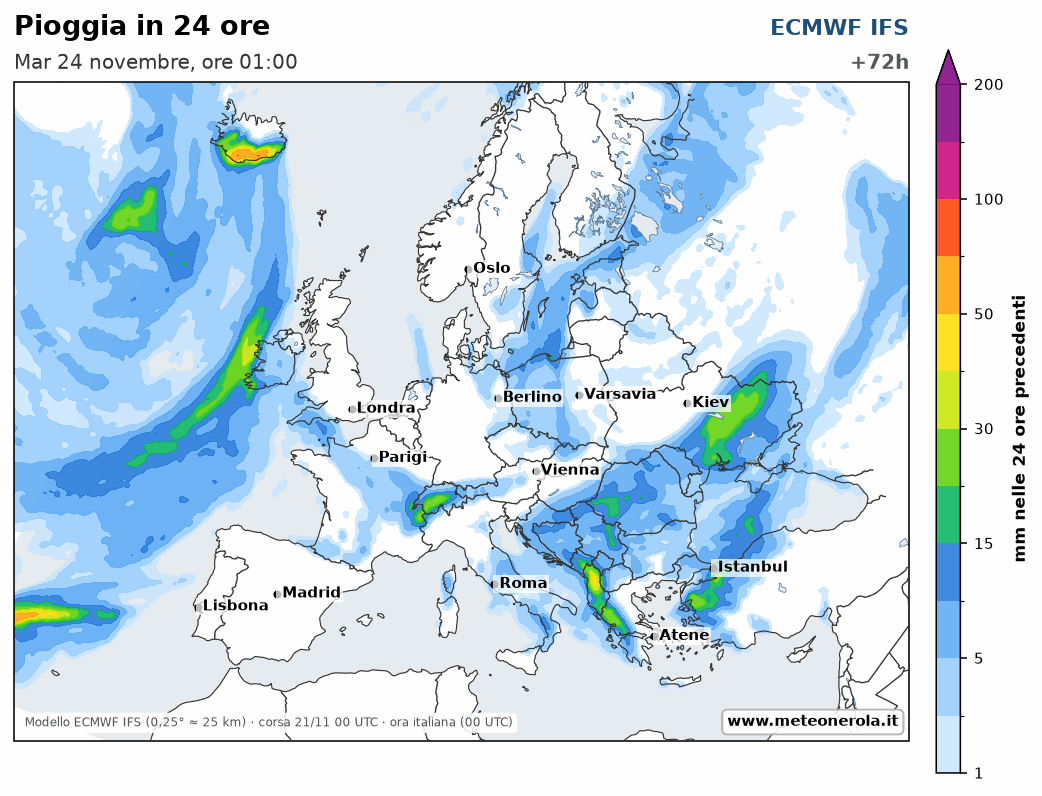 Pioggia in 24 ore
ECMWF IFS
Mar 24 novembre, ore 01:00
+72h
200
100
50
30
15
5
1
mm nelle 24 ore precedenti
Oslo
Berlino
Varsavia
Kiev
Londra
Parigi
Vienna
Istanbul
Roma
Madrid
Lisbona
Atene
Modello ECMWF IFS (0,25° ≈ 25 km) · corsa 21/11 00 UTC · ora italiana (00 UTC)
www.meteonerola.it